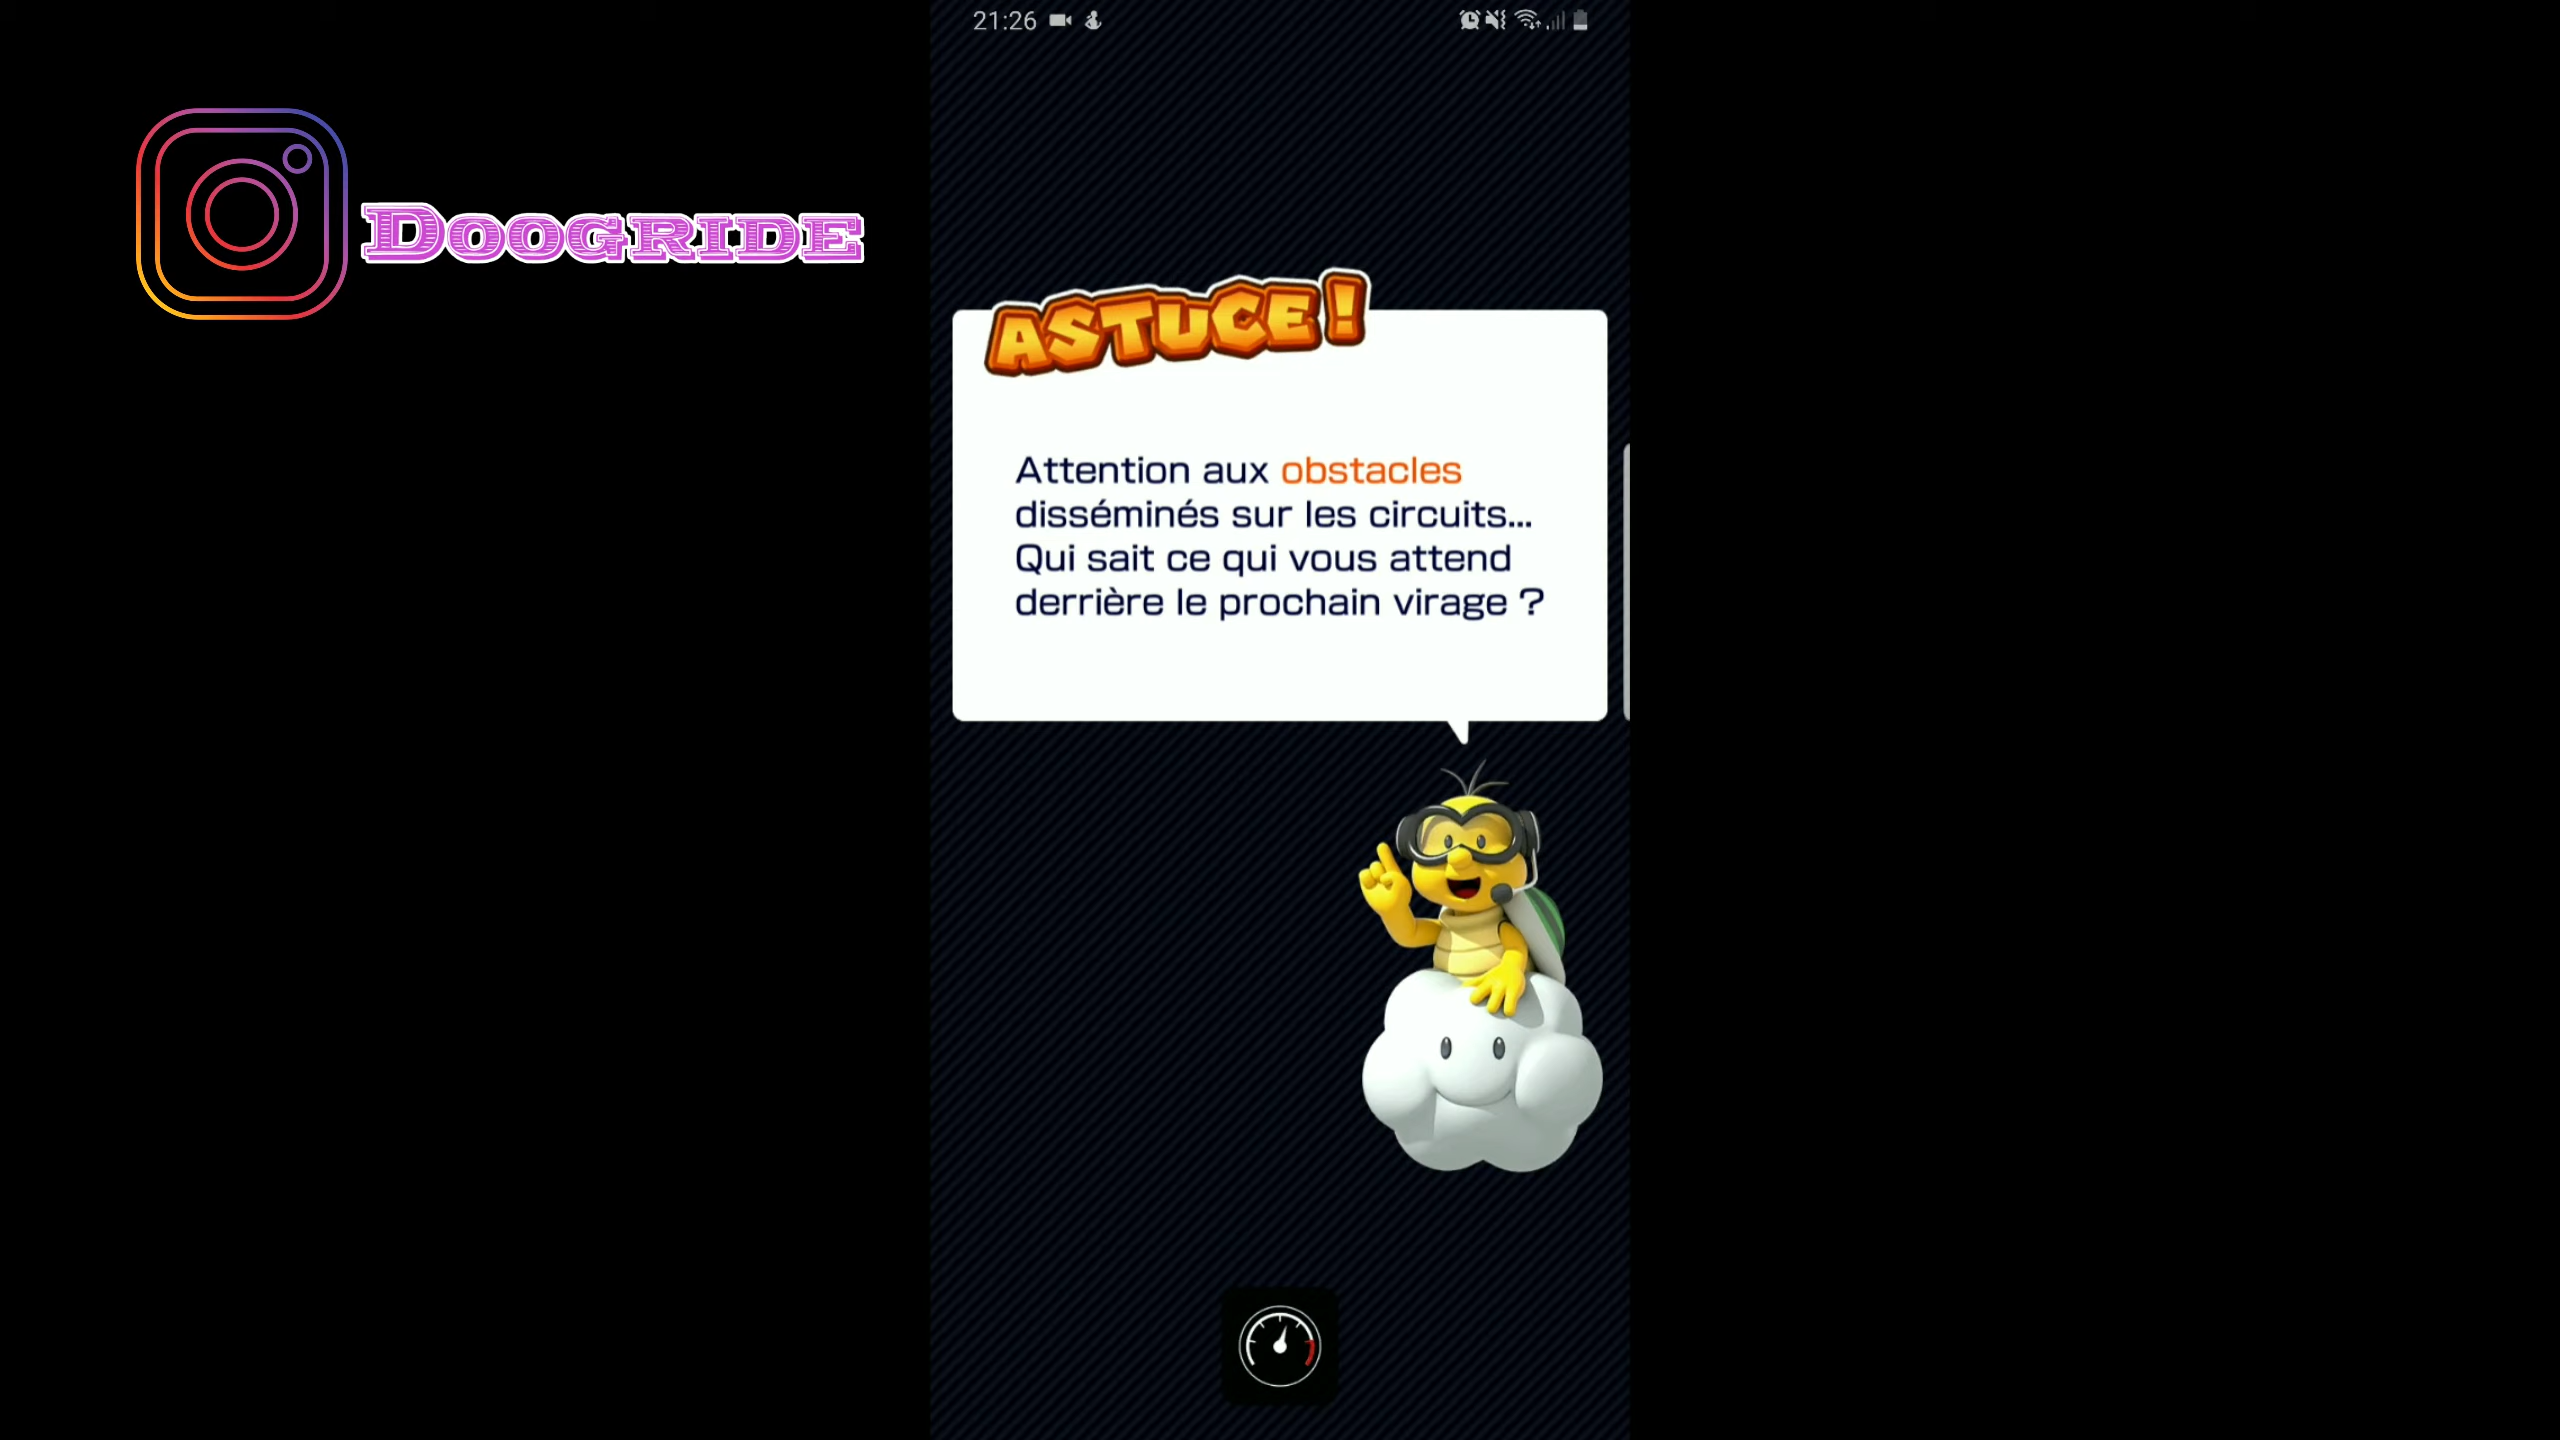 21:26
DOOGRIDE
ASTUCE !
Attention aux obstacles
disséminés sur les circuits...
Qui sait ce qui vous attend
derrière le prochain virage ?